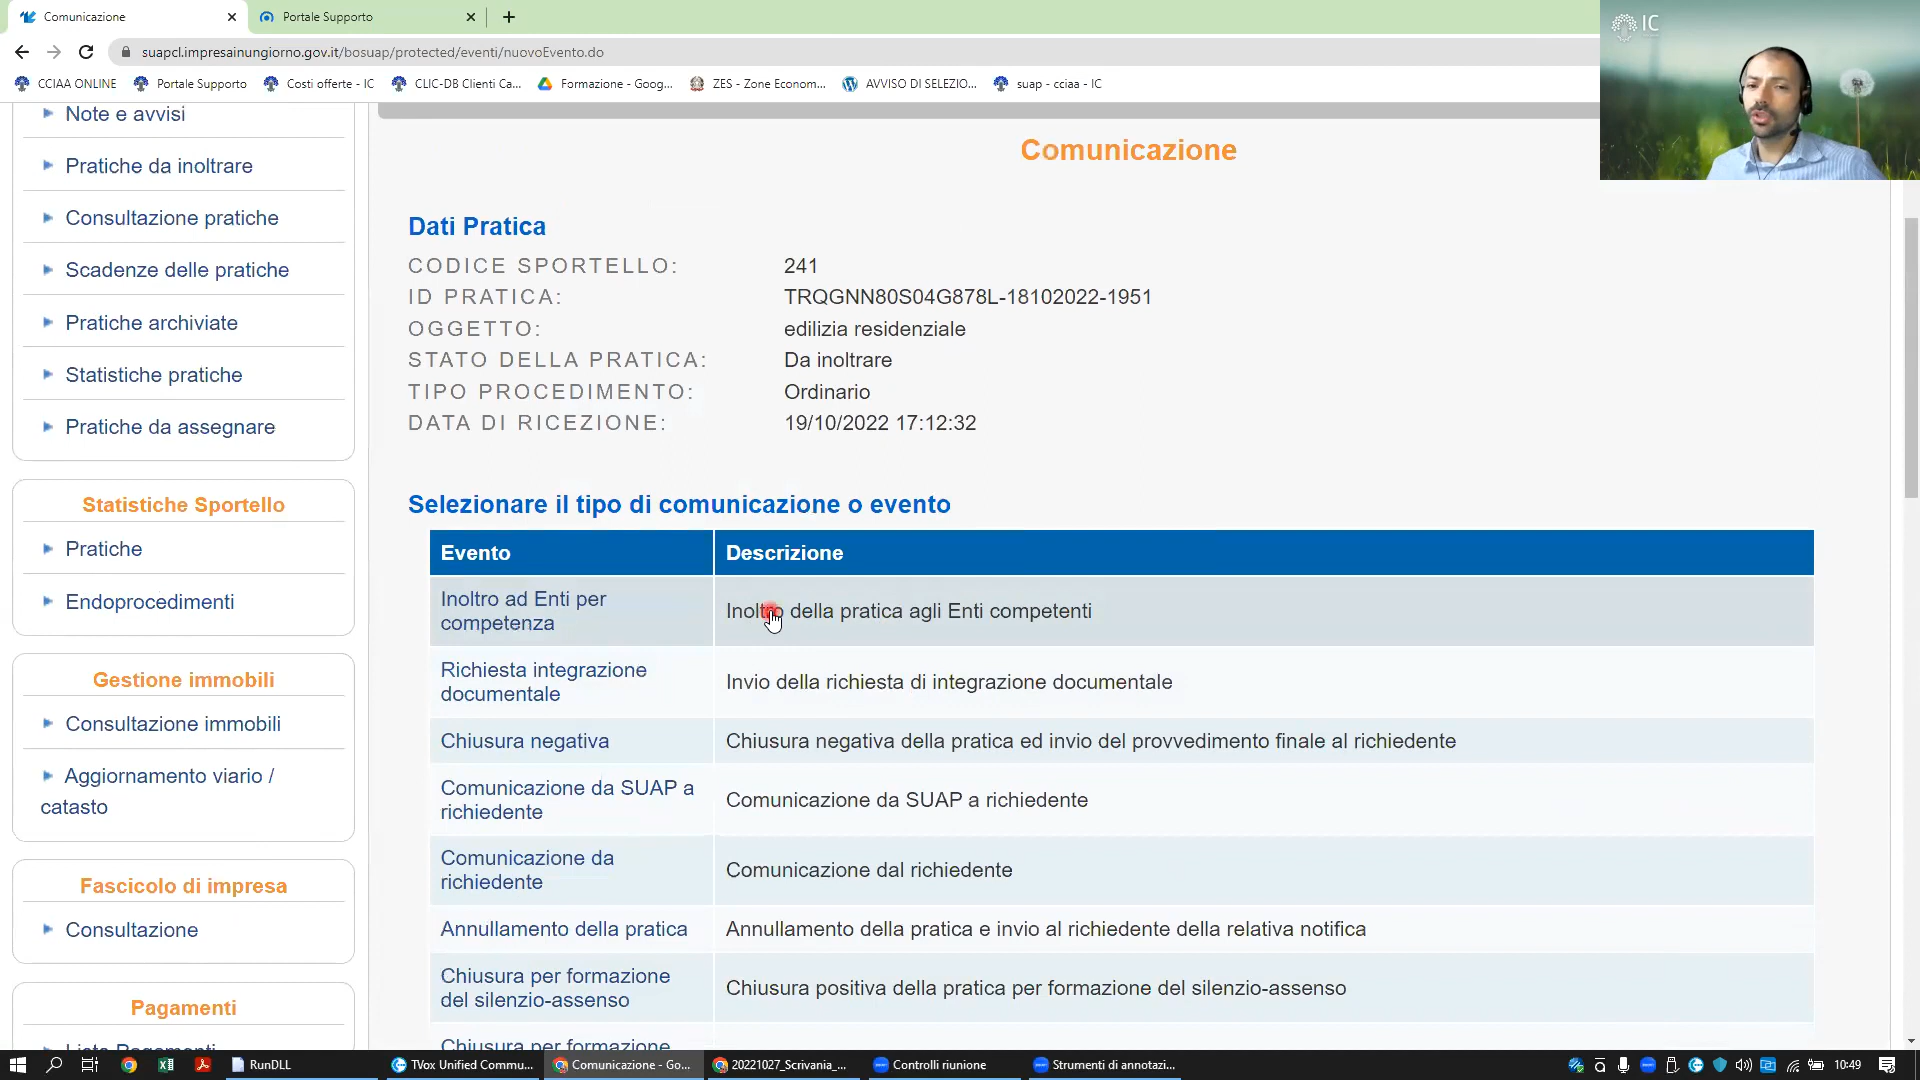 Comunicazione
Portale Supporto
suapcl.impresainungiorno.gov.it/bosuap/protected/eventi/nuovoEvento.do
CCIAA ONLINE
Portale Supporto
Costi offerte - IC
CLIC-DB Clienti Ca...
Formazione - Goog...
ZES - Zone Econom...
AVVISO DI SELEZIO...
suap - cciaa - IC
IC
Note e avvisi
Pratiche da inoltrare
Consultazione pratiche
Scadenze delle pratiche
Pratiche archiviate
Statistiche pratiche
Pratiche da assegnare
Statistiche Sportello
Pratiche
Endoprocedimenti
Gestione immobili
Consultazione immobili
Aggiornamento viario /
catasto
Fascicolo di impresa
Consultazione
Pagamenti
Lista Pagamenti
Comunicazione
Dati Pratica
CODICE SPORTELLO: 241
ID PRATICA: TRQGNN80S04G878L-18102022-1951
OGGETTO: edilizia residenziale
STATO DELLA PRATICA: Da inoltrare
TIPO PROCEDIMENTO: Ordinario
DATA DI RICEZIONE: 19/10/2022 17:12:32
Selezionare il tipo di comunicazione o evento
Evento Descrizione
Inoltro ad Enti per
competenza
Inoltro della pratica agli Enti competenti
Richiesta integrazione
documentale
Invio della richiesta di integrazione documentale
Chiusura negativa
Chiusura negativa della pratica ed invio del provvedimento finale al richiedente
Comunicazione da SUAP a
richiedente
Comunicazione da SUAP a richiedente
Comunicazione da
richiedente
Comunicazione dal richiedente
Annullamento della pratica
Annullamento della pratica e invio al richiedente della relativa notifica
Chiusura per formazione
del silenzio-assenso
Chiusura positiva della pratica per formazione del silenzio-assenso
Chiusura per formazione
RunDLL
TVox Unified Commu...
Comunicazione - Go...
20221027_Scrivania_...
Controlli riunione
Strumenti di annotazi...
10:49